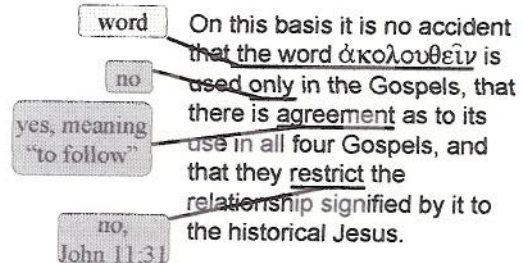 word
no
yes, meaning
“to follow”
no,
John 11:31
On this basis it is no accident
that the word ἀκολουθεῖν is
used only in the Gospels, that
there is agreement as to its
use in all four Gospels, and
that they restrict the
relationship signified by it to
the historical Jesus.